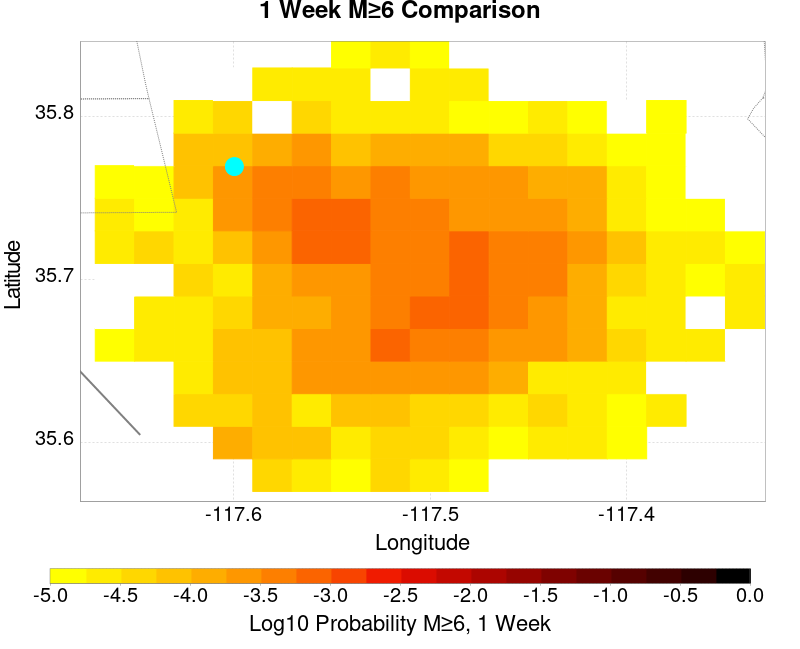 1 Week M≥6 Comparison
35.8
35.7
35.6
Latitude
-117.6 -117.5 -117.4
Longitude
-5.0 -4.5 -4.0 -3.5 -3.0 -2.5 -2.0 -1.5 -1.0 -0.5 0.0
Log10 Probability M≥6, 1 Week